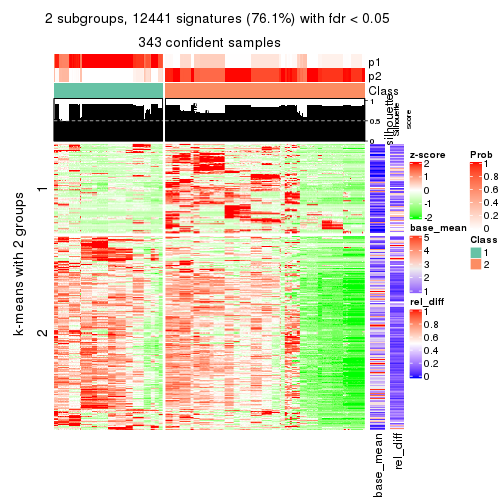 2 subgroups, 12441 signatures (76.1%) with fdr < 0.05
343 confident samples
p1
p2
Class
1
0.5
0
silhouette
Silhouette
score
k-means with 2 groups
1
2
base_mean
rel_diff
z-score
2
1
0
-1
-2
base_mean
5
4
3
2
1
rel_diff
1
0.8
0.6
0.4
0.2
0
Prob
1
0.8
0.6
0.4
0.2
0
Class
1
2